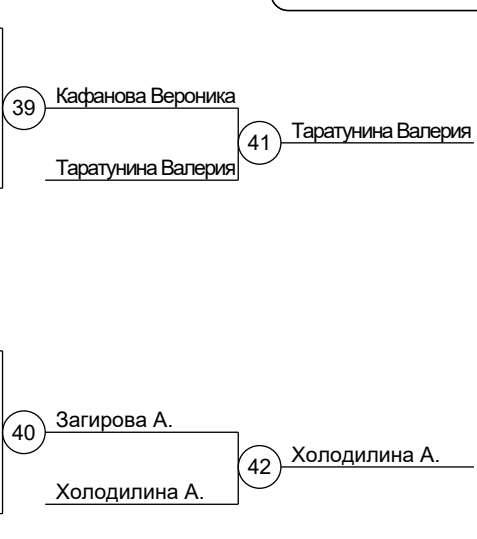 39
Кафанова Вероника
41
Таратунина Валерия
Таратунина Валерия
40
Загирова А.
42
Холодилина А.
Холодилина А.